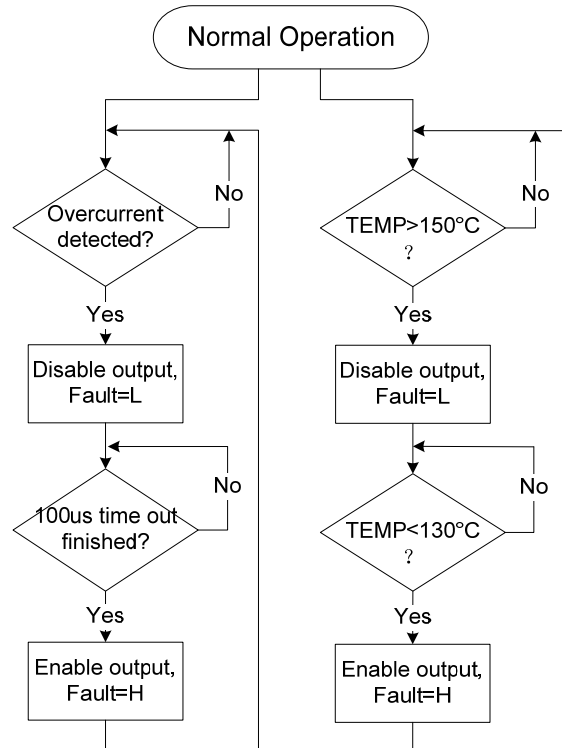 Normal Operation
Overcurrent
detected?
No
Yes
Disable output,
Fault=L
100us time out
finished?
No
Yes
Enable output,
Fault=H
TEMP>150°C
?
No
Yes
Disable output,
Fault=L
TEMP<130°C
?
No
Yes
Enable output,
Fault=H